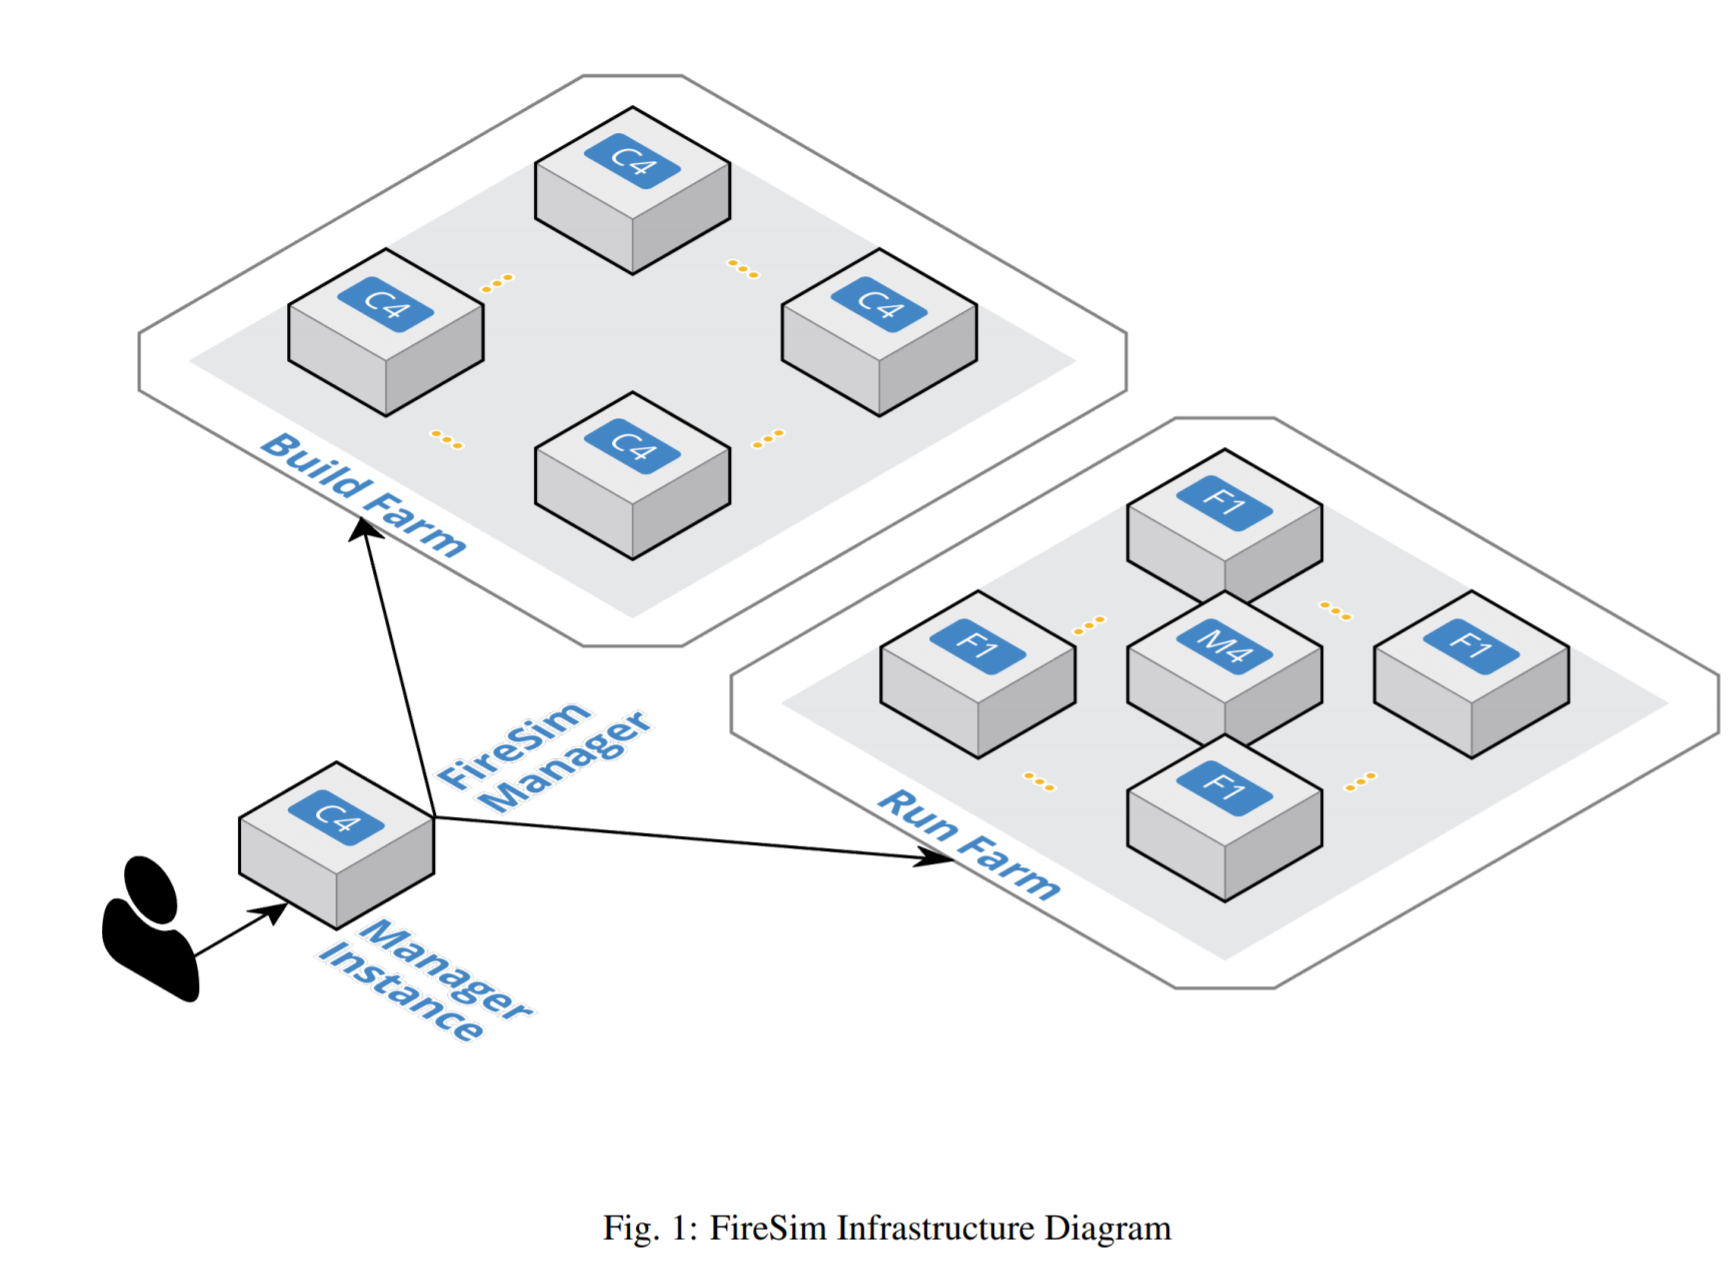 C4
C4
C4
C4
Build Farm
F1
F1
M4
F1
F1
Run Farm
FireSim
Manager
C4
Manager
Instance
Fig. 1: FireSim Infrastructure Diagram